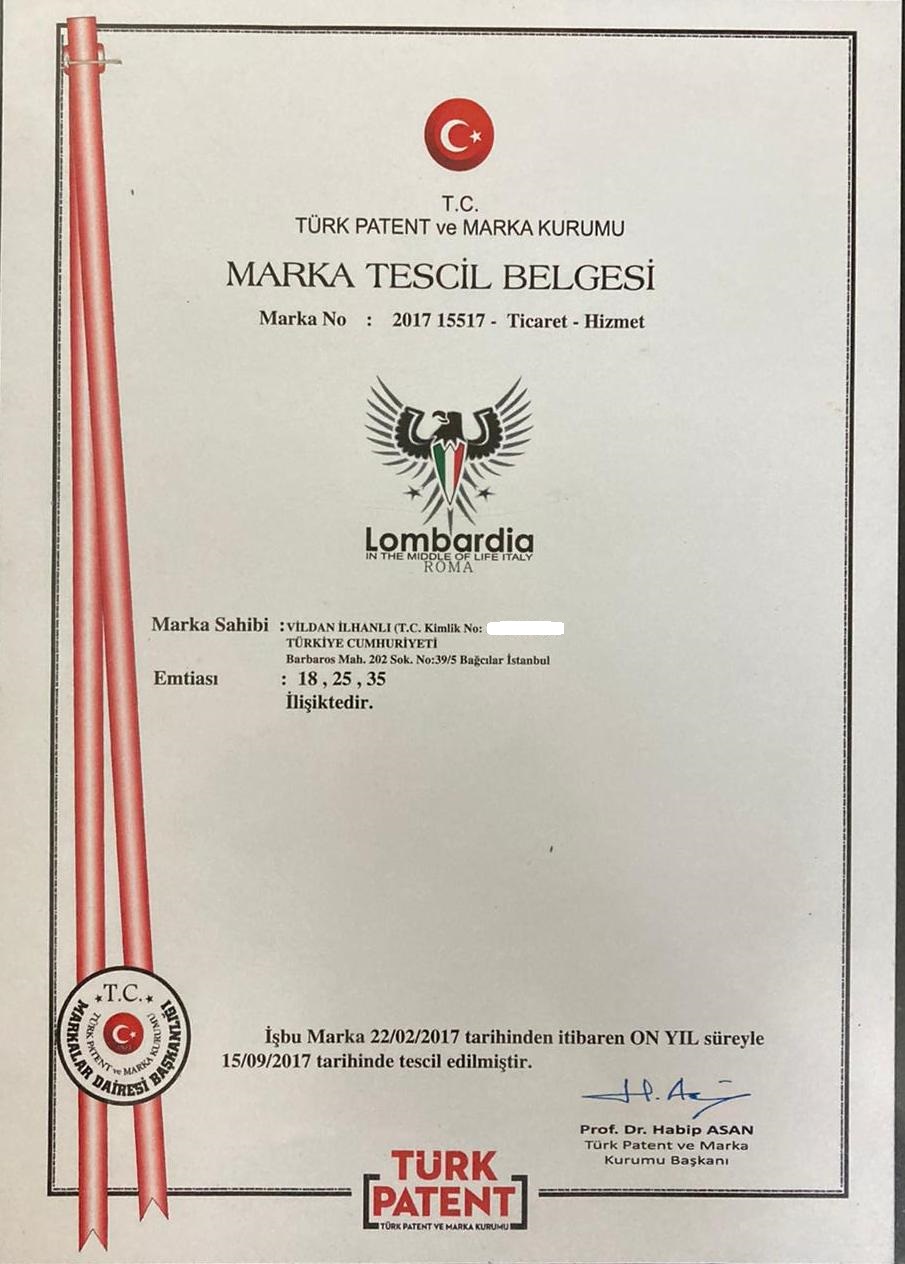 T.C.
TÜRK PATENT ve MARKA KURUMU
MARKA TESCİL BELGESİ
Marka No : 2017 15517 - Ticaret - Hizmet
Lombardia
IN THE MIDDLE OF LIFE ITALY
ROMA
Marka Sahibi : VİLDAN İLHANLI (T.C. Kimlik No:
TÜRKİYE CUMHURİYETİ
Barbaros Mah. 202 Sok. No:39/5 Bağcılar İstanbul
Emtiası : 18 , 25 , 35
İlişiktedir.
T.C.
TÜRK PATENT ve MARKA KURUMU
MARKALAR DAİRESİ BAŞKANLIĞI
İşbu Marka 22/02/2017 tarihinden itibaren ON YIL süreyle
15/09/2017 tarihinde tescil edilmiştir.
H. As
Prof. Dr. Habip ASAN
Türk Patent ve Marka
Kurumu Başkanı
TÜRK
PATENT
TÜRK PATENT VE MARKA KURUMU